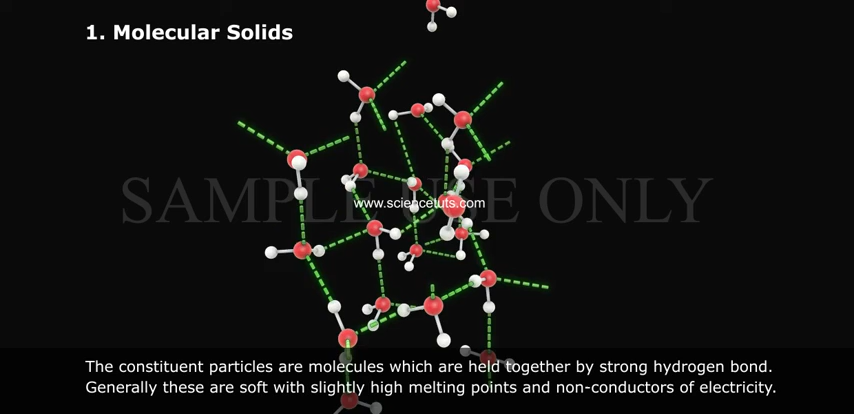 1. Molecular Solids
SAMPLE USE ONLY
www.sciencetuts.com
The constituent particles are molecules which are held together by strong hydrogen bond.
Generally these are soft with slightly high melting points and non-conductors of electricity.